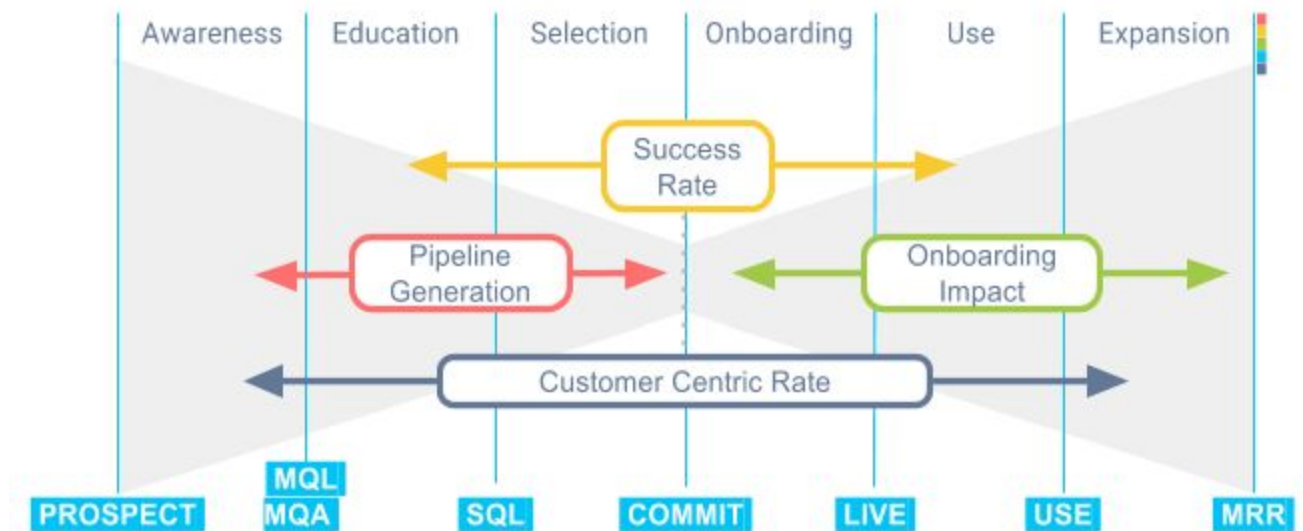 Awareness
Education
Selection
Onboarding
Use
Expansion
Success
Rate
Pipeline
Generation
Onboarding
Impact
Customer Centric Rate
MQL
PROSPECT
MQA
SQL
COMMIT
LIVE
USE
MRR